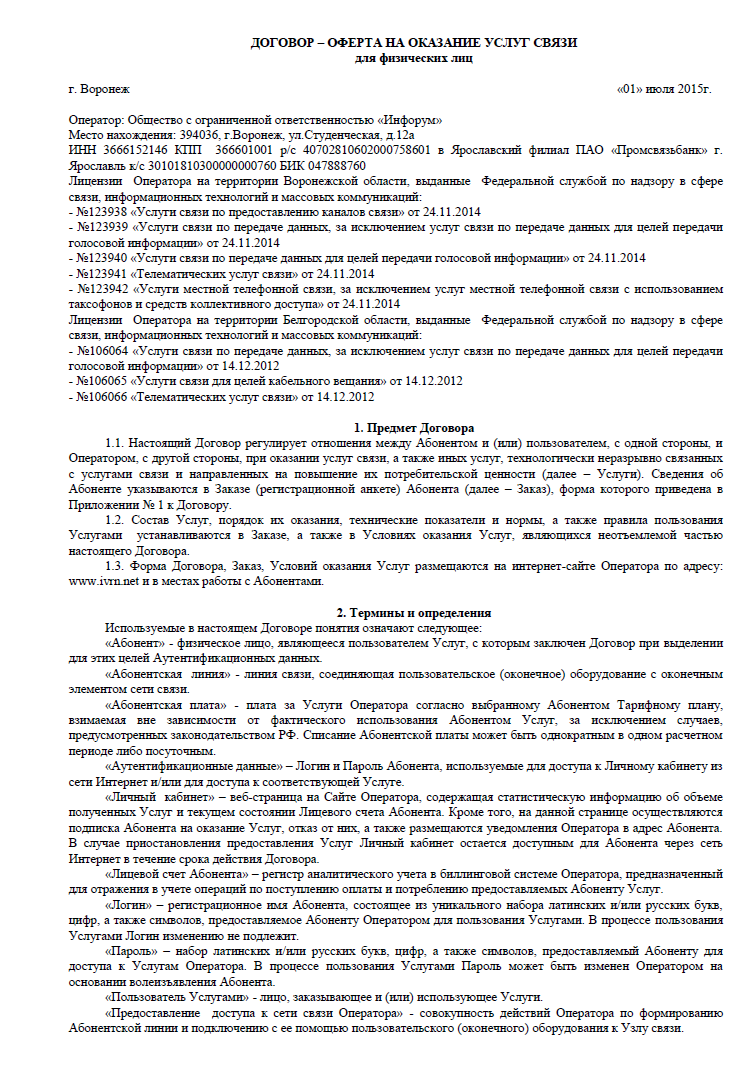 ДОГОВОР – ОФЕРТА НА ОКАЗАНИЕ УСЛУГ СВЯЗИ
для физических лиц
г. Воронеж «01» июля 2015г.
Оператор: Общество с ограниченной ответственностью «Инфорум»
Место нахождения: 394036, г.Воронеж, ул.Студенческая, д.12а
ИНН 3666152146 КПП 366601001 р/с 40702810602000758601 в Ярославский филиал ПАО «Промсвязьбанк» г.
Ярославль к/с 30101810300000000760 БИК 047888760
Лицензии Оператора на территории Воронежской области, выданные Федеральной службой по надзору в сфере
связи, информационных технологий и массовых коммуникаций:
- №123938 «Услуги связи по предоставлению каналов связи» от 24.11.2014
- №123939 «Услуги связи по передаче данных, за исключением услуг связи по передаче данных для целей передачи
голосовой информации» от 24.11.2014
- №123940 «Услуги связи по передаче данных для целей передачи голосовой информации» от 24.11.2014
- №123941 «Телематических услуг связи» от 24.11.2014
- №123942 «Услуги местной телефонной связи, за исключением услуг местной телефонной связи с использованием
таксофонов и средств коллективного доступа» от 24.11.2014
Лицензии Оператора на территории Белгородской области, выданные Федеральной службой по надзору в сфере
связи, информационных технологий и массовых коммуникаций:
- №106064 «Услуги связи по передаче данных, за исключением услуг связи по передаче данных для целей передачи
голосовой информации» от 14.12.2012
- №106065 «Услуги связи для целей кабельного вещания» от 14.12.2012
- №106066 «Телематических услуг связи» от 14.12.2012
1. Предмет Договора
1.1. Настоящий Договор регулирует отношения между Абонентом и (или) пользователем, с одной стороны, и
Оператором, с другой стороны, при оказании услуг связи, а также иных услуг, технологически неразрывно связанных
с услугами связи и направленных на повышение их потребительской ценности (далее – Услуги). Сведения об
Абоненте указываются в Заказе (регистрационной анкете) Абонента (далее – Заказ), форма которого приведена в
Приложении № 1 к Договору.
1.2. Состав Услуг, порядок их оказания, технические показатели и нормы, а также правила пользования
Услугами устанавливаются в Заказе, а также в Условиях оказания Услуг, являющихся неотъемлемой частью
настоящего Договора.
1.3. Форма Договора, Заказ, Условий оказания Услуг размещаются на интернет-сайте Оператора по адресу:
www.ivrn.net и в местах работы с Абонентами.
2. Термины и определения
Используемые в настоящем Договоре понятия означают следующее:
«Абонент» - физическое лицо, являющееся пользователем Услуг, с которым заключен Договор при выделении
для этих целей Аутентификационных данных.
«Абонентская линия» - линия связи, соединяющая пользовательское (оконечное) оборудование с оконечным
элементом сети связи.
«Абонентская плата» - плата за Услуги Оператора согласно выбранному Абонентом Тарифному плану,
взимаемая вне зависимости от фактического использования Абонентом Услуг, за исключением случаев,
предусмотренных законодательством РФ. Списание Абонентской платы может быть однократным в одном расчетном
периоде либо посуточным.
«Аутентификационные данные» – Логин и Пароль Абонента, используемые для доступа к Личному кабинету из
сети Интернет и/или для доступа к соответствующей Услуге.
«Личный кабинет» – веб-страница на Сайте Оператора, содержащая статистическую информацию об объеме
полученных Услуг и текущем состоянии Лицевого счета Абонента. Кроме того, на данной странице осуществляются
подписка Абонента на оказание Услуг, отказ от них, а также размещаются уведомления Оператора в адрес Абонента.
В случае приостановления предоставления Услуг Личный кабинет остается доступным для Абонента через сеть
Интернет в течение срока действия Договора.
«Лицевой счет Абонента» – регистр аналитического учета в биллинговой системе Оператора, предназначенный
для отражения в учете операций по поступлению оплаты и потреблению предоставляемых Абоненту Услуг.
«Логин» – регистрационное имя Абонента, состоящее из уникального набора латинских и/или русских букв,
цифр, а также символов, предоставляемое Абоненту Оператором для пользования Услугами. В процессе пользования
Услугами Логин изменению не подлежит.
«Пароль» – набор латинских и/или русских букв, цифр, а также символов, предоставляемый Абоненту для
доступа к Услугам Оператора. В процессе пользования Услугами Пароль может быть изменен Оператором на
основании волеизъявления Абонента.
«Пользователь Услугами» - лицо, заказывающее и (или) использующее Услуги.
«Предоставление доступа к сети связи Оператора» - совокупность действий Оператора по формированию
Абонентской линии и подключению с ее помощью пользовательского (оконечного) оборудования к Узлу связи.